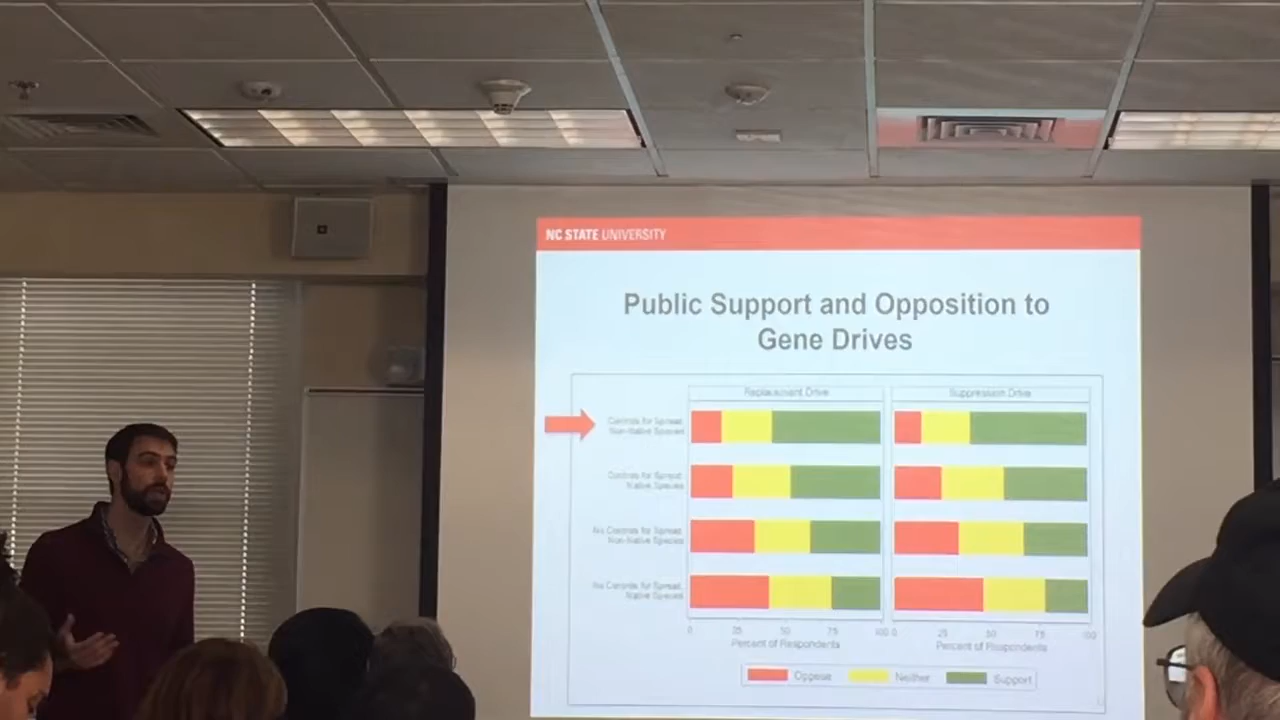 NC STATE UNIVERSITY
Public Support and Opposition to
Gene Drives
Replacement Drive
Suppression Drive
Controls for Spread,
Non-Native Species
Controls for Spread,
Native Species
No Controls for Spread,
Non-Native Species
No Controls for Spread,
Native Species
0 25 50 75 100
0 25 50 75 100
Percent of Respondents
Percent of Respondents
Oppose Neither Support